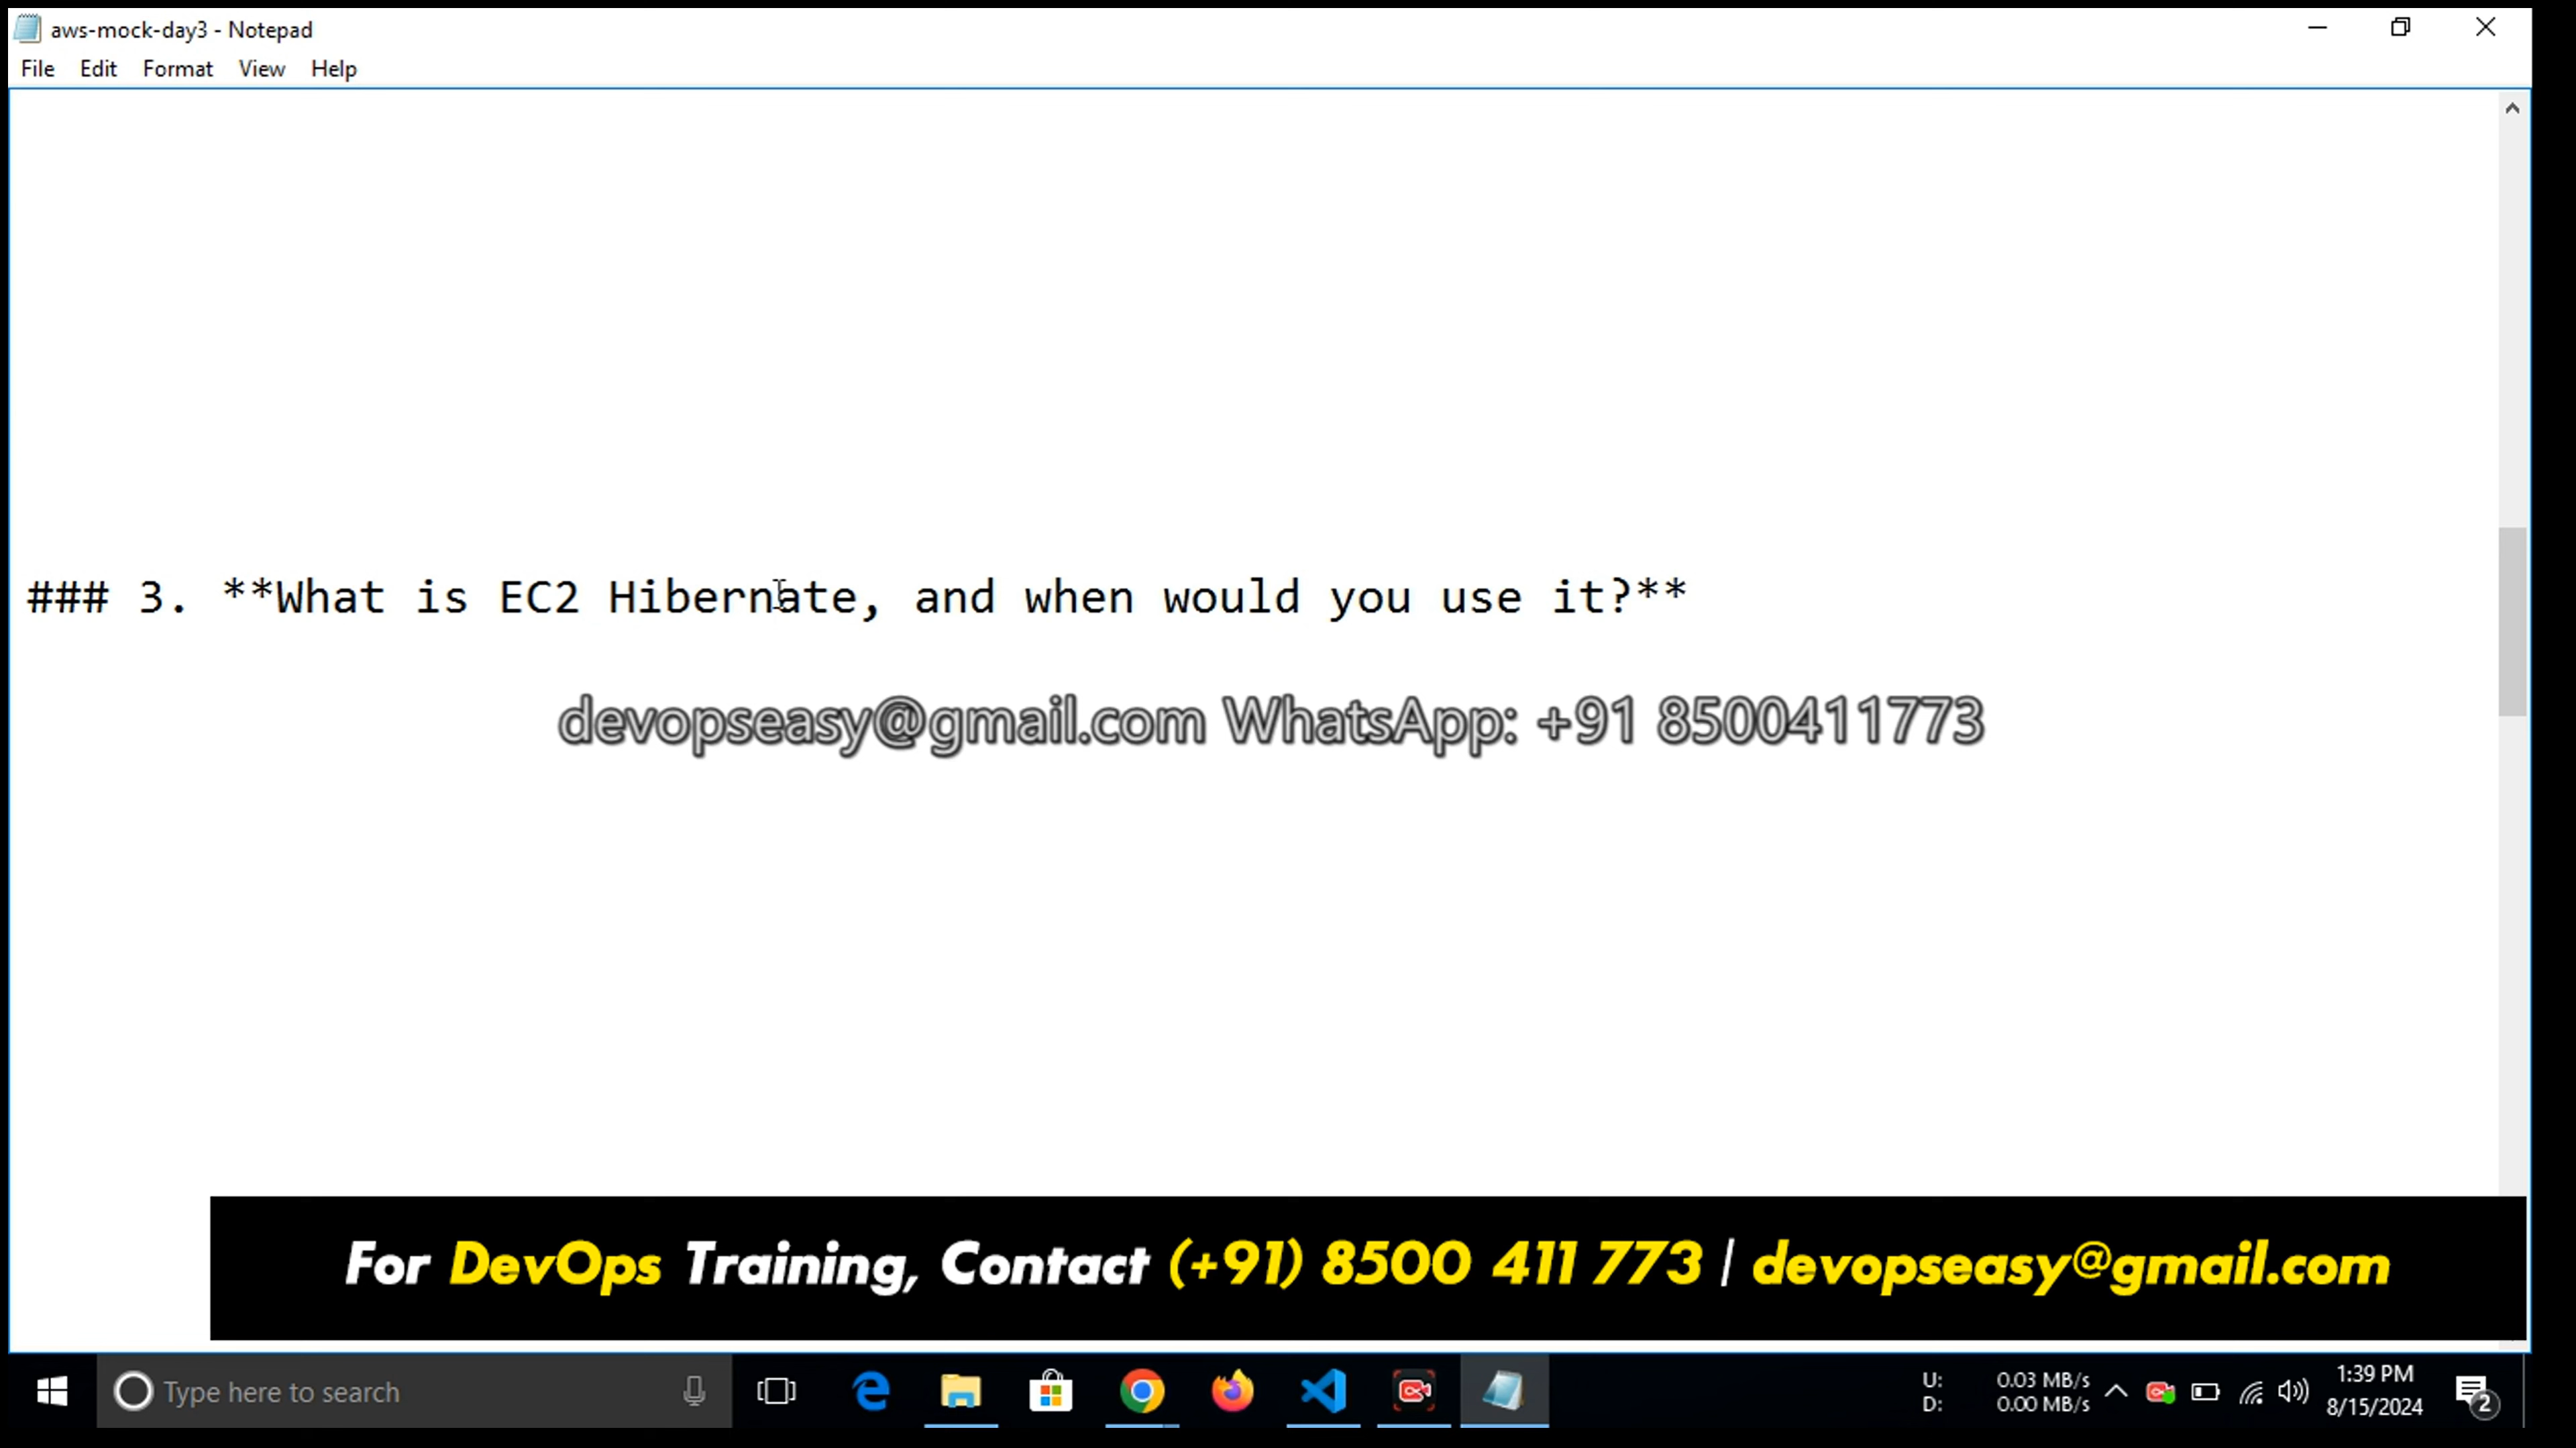 aws-mock-day3 - Notepad
File Edit Format View Help
### 3. **What is EC2 Hibernate, and when would you use it?**
devopseasy@gmail.com WhatsApp: +91 8500411773
For DevOps Training, Contact (+91) 8500 411 773 | devopseasy@gmail.com
Type here to search
U: 0.03 MB/s
D: 0.00 MB/s
1:39 PM
8/15/2024
2